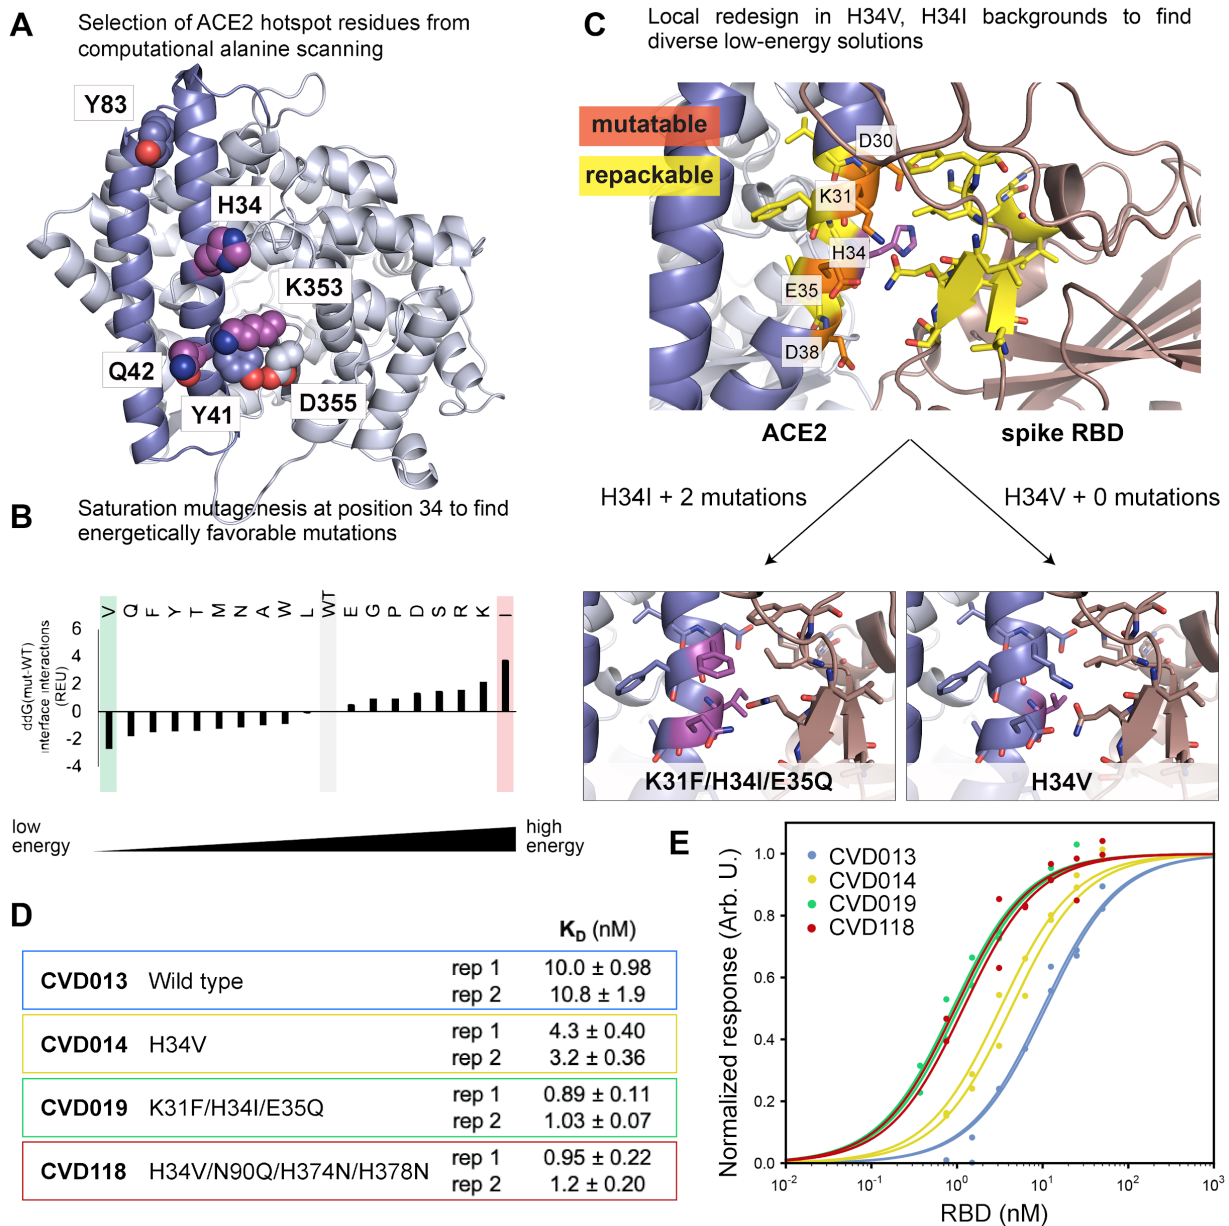 A
Selection of ACE2 hotspot residues from
computational alanine scanning
Y83
H34
K353
Q42
Y41
D355
B
Saturation mutagenesis at position 34 to find
energetically favorable mutations
V Q F Y T M N A W L WT E G P D S R K I
ddG(mut-WT)
interface interactions
(REU)
6
4
2
0
-2
-4
low
energy
high
energy
C
Local redesign in H34V, H34I backgrounds to find
diverse low-energy solutions
mutatable
repackable
D30
K31
H34
E35
D38
ACE2
spike RBD
H34I + 2 mutations
H34V + 0 mutations
K31F/H34I/E35Q
H34V
D
K_D (nM)
CVD013 Wild type rep 1 10.0 ± 0.98
rep 2 10.8 ± 1.9
CVD014 H34V rep 1 4.3 ± 0.40
rep 2 3.2 ± 0.36
CVD019 K31F/H34I/E35Q rep 1 0.89 ± 0.11
rep 2 1.03 ± 0.07
CVD118 H34V/N90Q/H374N/H378N rep 1 0.95 ± 0.22
rep 2 1.2 ± 0.20
E
Normalized response (Arb. U.)
1.0
0.8
0.6
0.4
0.2
0.0
CVD013
CVD014
CVD019
CVD118
10⁻² 10⁻¹ 10⁰ 10¹ 10² 10³
RBD (nM)